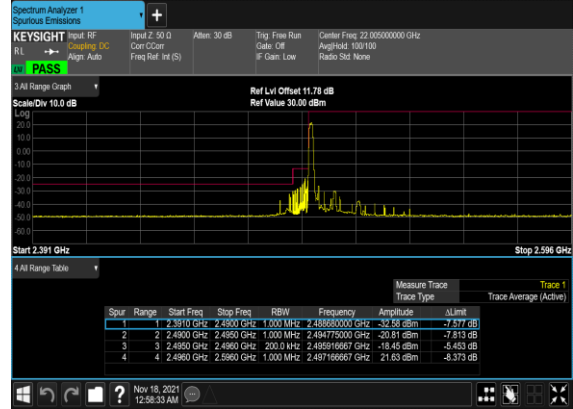 Spectrum Analyzer 1
Spurious Emissions
KEYSIGHT Input: RF Input Z: 50 Ω Atten: 30 dB Trig: Free Run Center Freq: 22.005000000 GHz
RL Coupling: DC Corr CCorr Gate: Off Avg|Hold: 100/100
Align: Auto Freq Ref: Int (S) IF Gain: Low Radio Std: None
PASS
3 All Range Graph
Ref Lvl Offset 11.78 dB
Scale/Div 10.0 dB Ref Value 30.00 dBm
Log
20.0
10.0
0.00
-10.0
-20.0
-30.0
-40.0
-50.0
-60.0
Start 2.391 GHz Stop 2.596 GHz
4 All Range Table
Measure Trace Trace 1
Trace Type Trace Average (Active)
Spur Range Start Freq Stop Freq RBW Frequency Amplitude ΔLimit
1 1 2.3910 GHz 2.4900 GHz 1.000 MHz 2.488680000 GHz -32.58 dBm -7.577 dB
2 2 2.4900 GHz 2.4950 GHz 1.000 MHz 2.494775000 GHz -20.81 dBm -7.813 dB
3 3 2.4950 GHz 2.4960 GHz 200.0 kHz 2.495916667 GHz -18.45 dBm -5.453 dB
4 4 2.4960 GHz 2.5960 GHz 1.000 MHz 2.497166667 GHz 21.63 dBm -8.373 dB
? Nov 18, 2021
12:58:33 AM